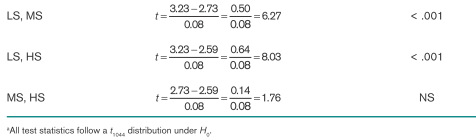 LS, MS t = 3.23 – 2.73 / 0.08 = 0.50 / 0.08 = 6.27 < .001
LS, HS t = 3.23 – 2.59 / 0.08 = 0.64 / 0.08 = 8.03 < .001
MS, HS t = 2.73 – 2.59 / 0.08 = 0.14 / 0.08 = 1.76 NS
ᵃAll test statistics follow a t₁₀₄₄ distribution under H₀.